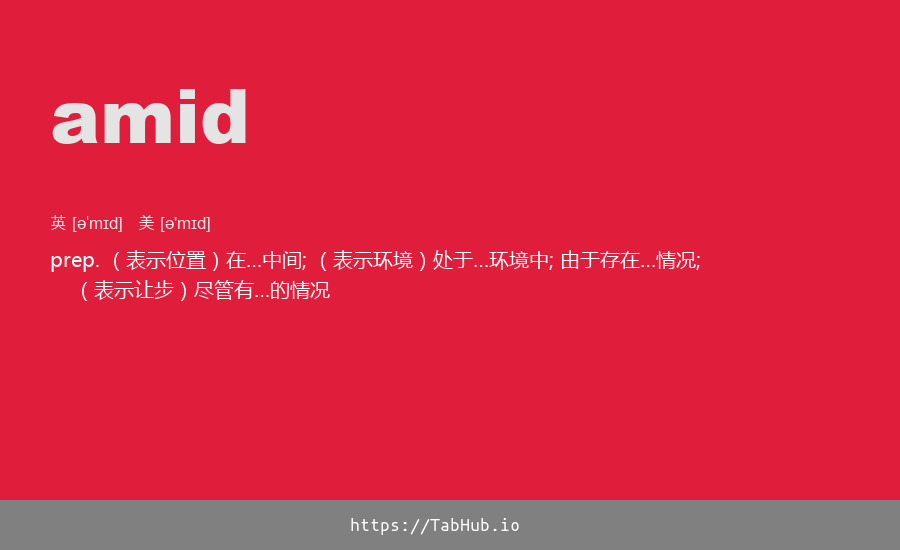 amid
英 [ə'mɪd] 美 [ə'mɪd]
prep. （表示位置）在...中间; （表示环境）处于...环境中; 由于存在...情况;
（表示让步）尽管有...的情况
https://TabHub.io